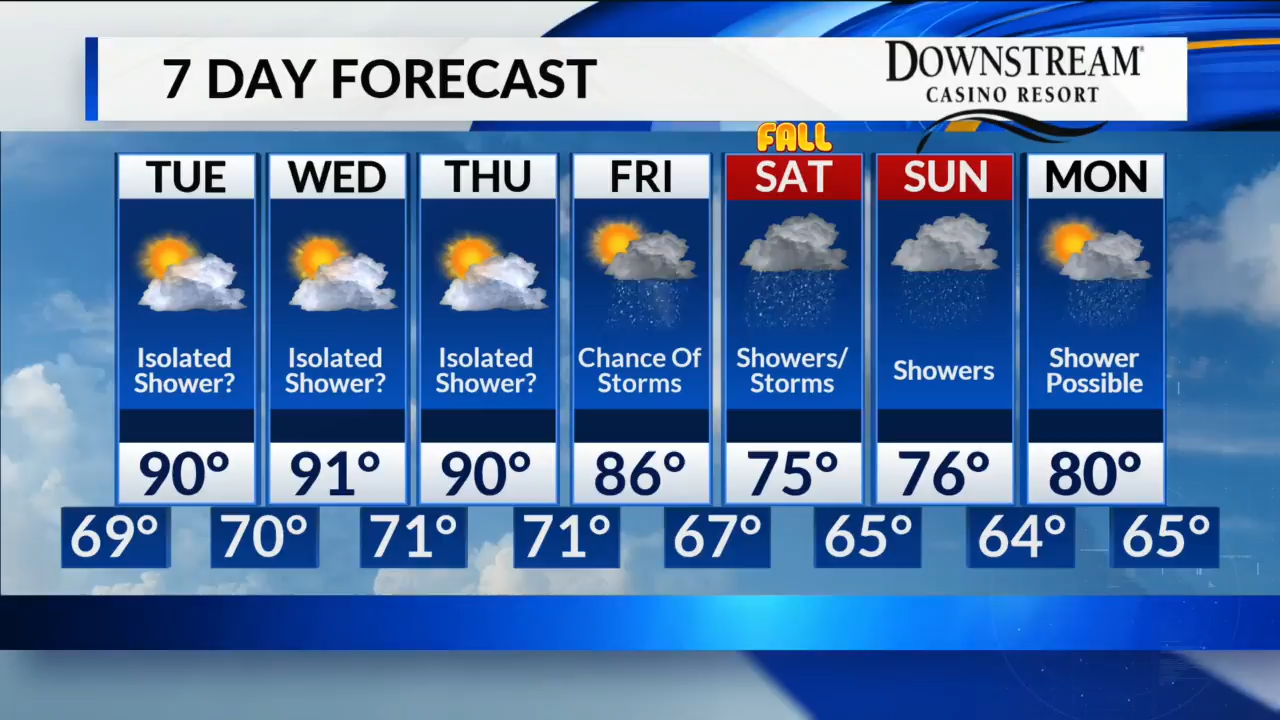 7 DAY FORECAST
DOWNSTREAM®
CASINO RESORT
FALL
TUE WED THU FRI SAT SUN MON
Isolated Shower?
Isolated Shower?
Isolated Shower?
Chance Of Storms
Showers/ Storms
Showers
Shower Possible
90° 91° 90° 86° 75° 76° 80°
69° 70° 71° 71° 67° 65° 64° 65°